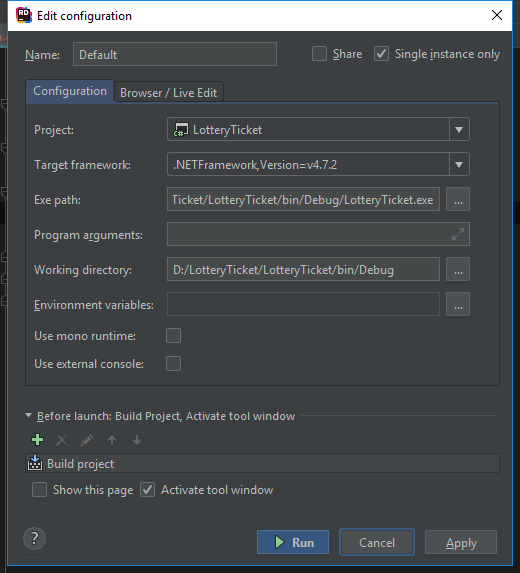 RD Edit configuration
Name: Default Share Single instance only
Configuration Browser / Live Edit
Project: C# LotteryTicket
Target framework: .NETFramework,Version=v4.7.2
Exe path: Ticket/LotteryTicket/bin/Debug/LotteryTicket.exe ...
Program arguments:
Working directory: D:/LotteryTicket/LotteryTicket/bin/Debug ...
Environment variables: ...
Use mono runtime:
Use external console:
Before launch: Build Project, Activate tool window
Build project
Show this page Activate tool window
? Run Cancel Apply